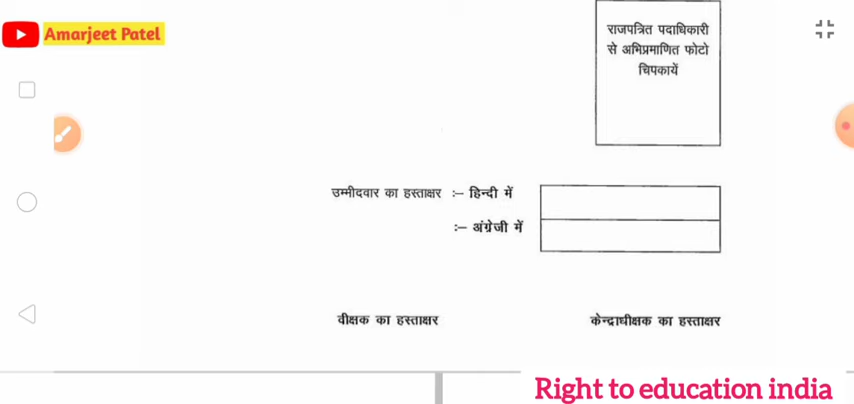 Amarjeet Patel
राजपत्रित पदाधिकारी
से अभिप्रमाणित फोटो
चिपकायें
उम्मीदवार का हस्ताक्षर :– हिन्दी में
:– अंग्रेजी में
वीक्षक का हस्ताक्षर केन्द्राधीक्षक का हस्ताक्षर
Right to education india